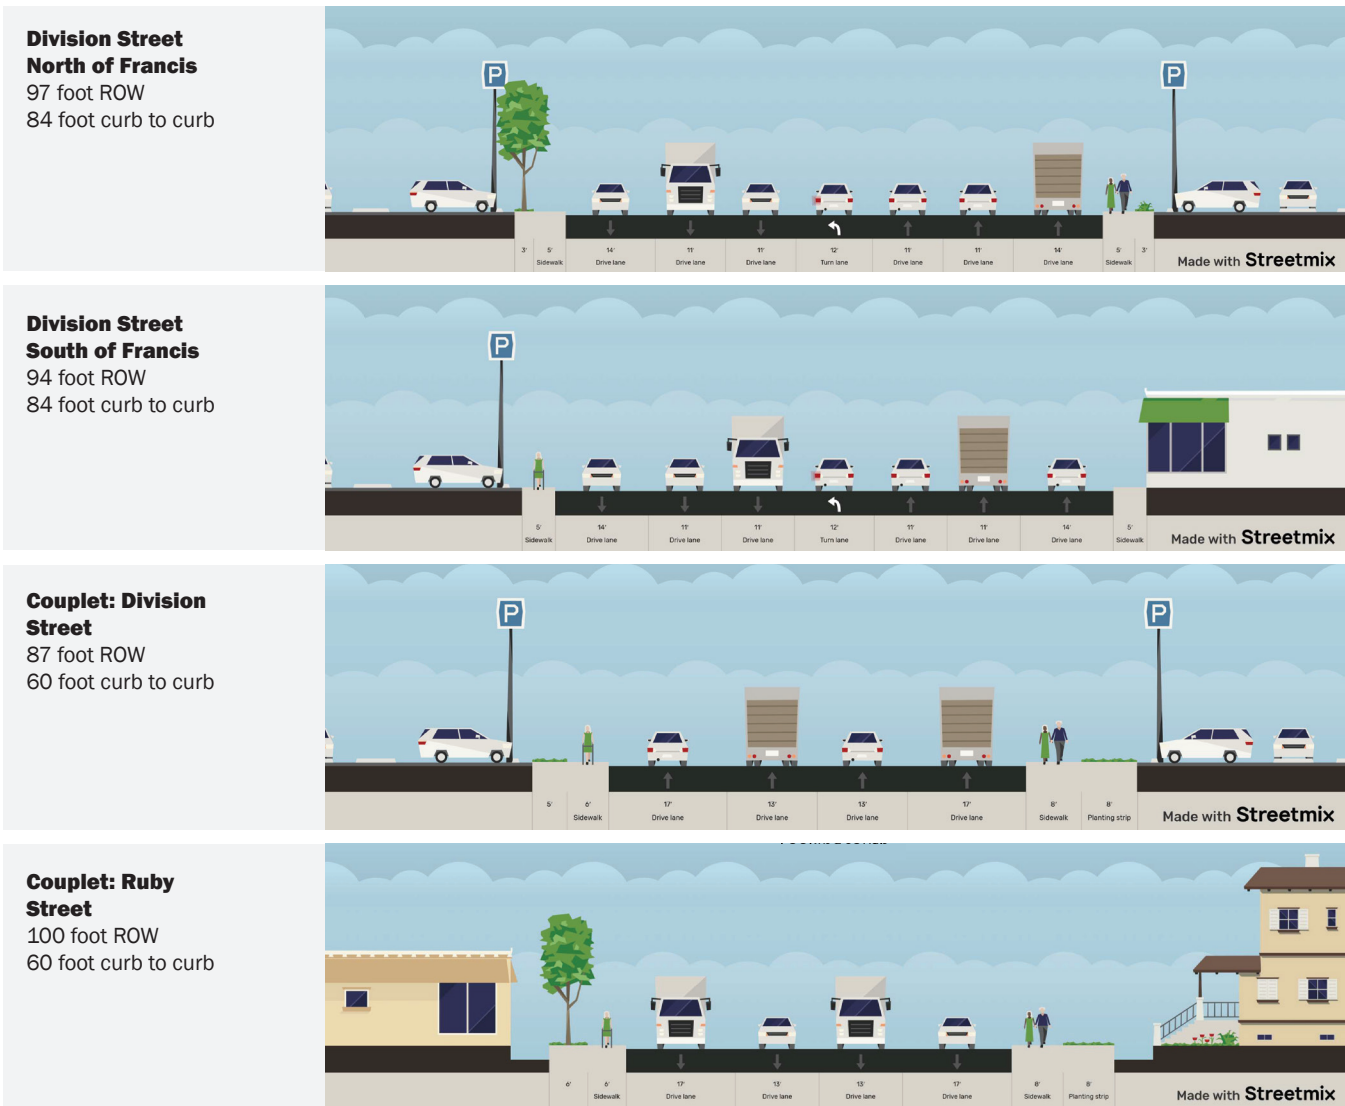 Division Street
North of Francis
97 foot ROW
84 foot curb to curb
P
P
3' 5' 14' 11' 11' 12' 11' 11' 14' 5' 3'
Sidewalk Drive lane Drive lane Drive lane Turn lane Drive lane Drive lane Drive lane Sidewalk
Made with Streetmix
Division Street
South of Francis
94 foot ROW
84 foot curb to curb
P
5' 14' 11' 11' 12' 11' 11' 14' 5'
Sidewalk Drive lane Drive lane Drive lane Turn lane Drive lane Drive lane Drive lane Sidewalk
Made with Streetmix
Couplet: Division
Street
87 foot ROW
60 foot curb to curb
P
P
5' 6' 17' 13' 13' 17' 8' 8'
Sidewalk Drive lane Drive lane Drive lane Drive lane Sidewalk Planting strip
Made with Streetmix
Couplet: Ruby
Street
100 foot ROW
60 foot curb to curb
6' 6' 17' 13' 13' 17' 8' 8'
Sidewalk Drive lane Drive lane Drive lane Drive lane Sidewalk Planting strip
Made with Streetmix